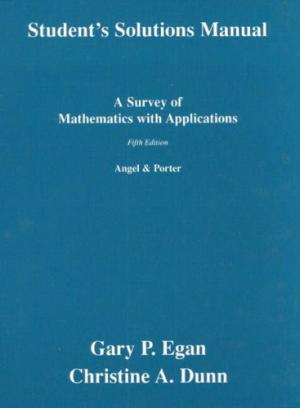 Student's Solutions Manual
A Survey of
Mathematics with Applications
Fifth Edition
Angel & Porter
Gary P. Egan
Christine A. Dunn